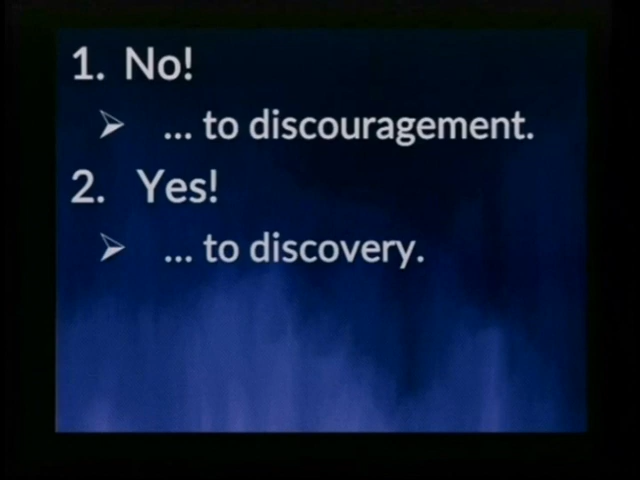 1. No!
➢ ... to discouragement.
2. Yes!
➢ ... to discovery.